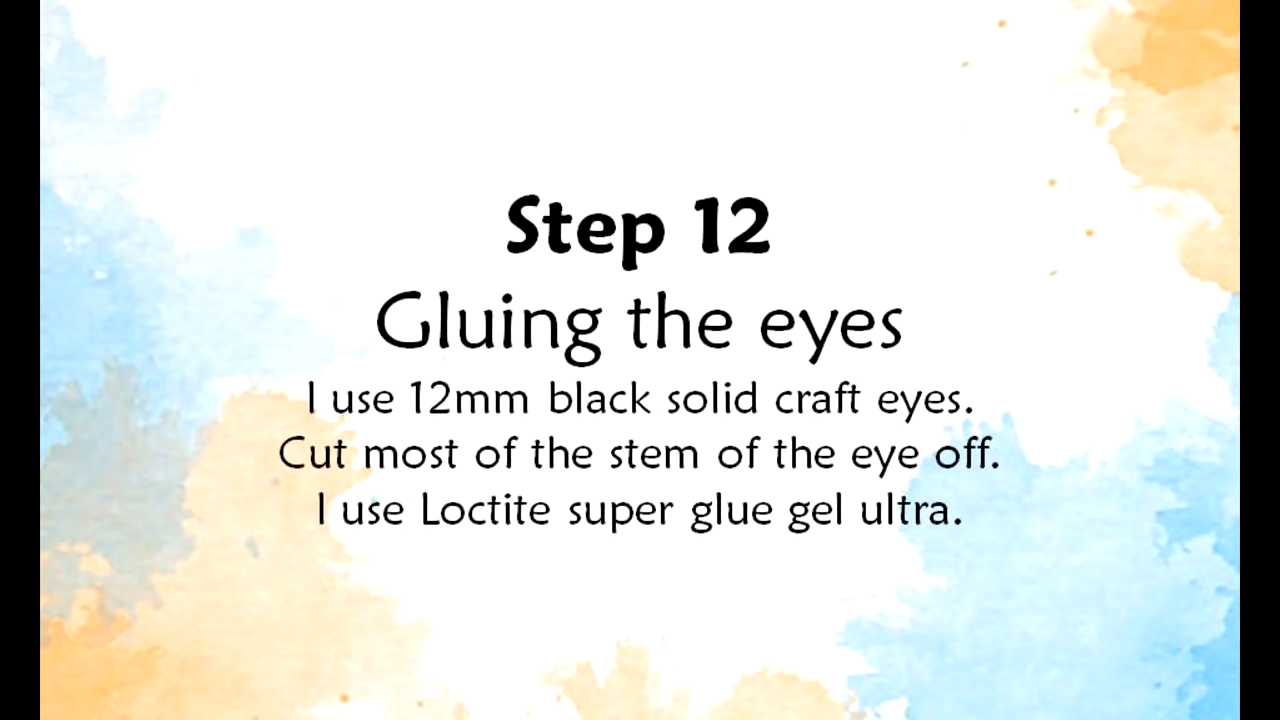 Step 12
Gluing the eyes
I use 12mm black solid craft eyes.
Cut most of the stem of the eye off.
I use Loctite super glue gel ultra.